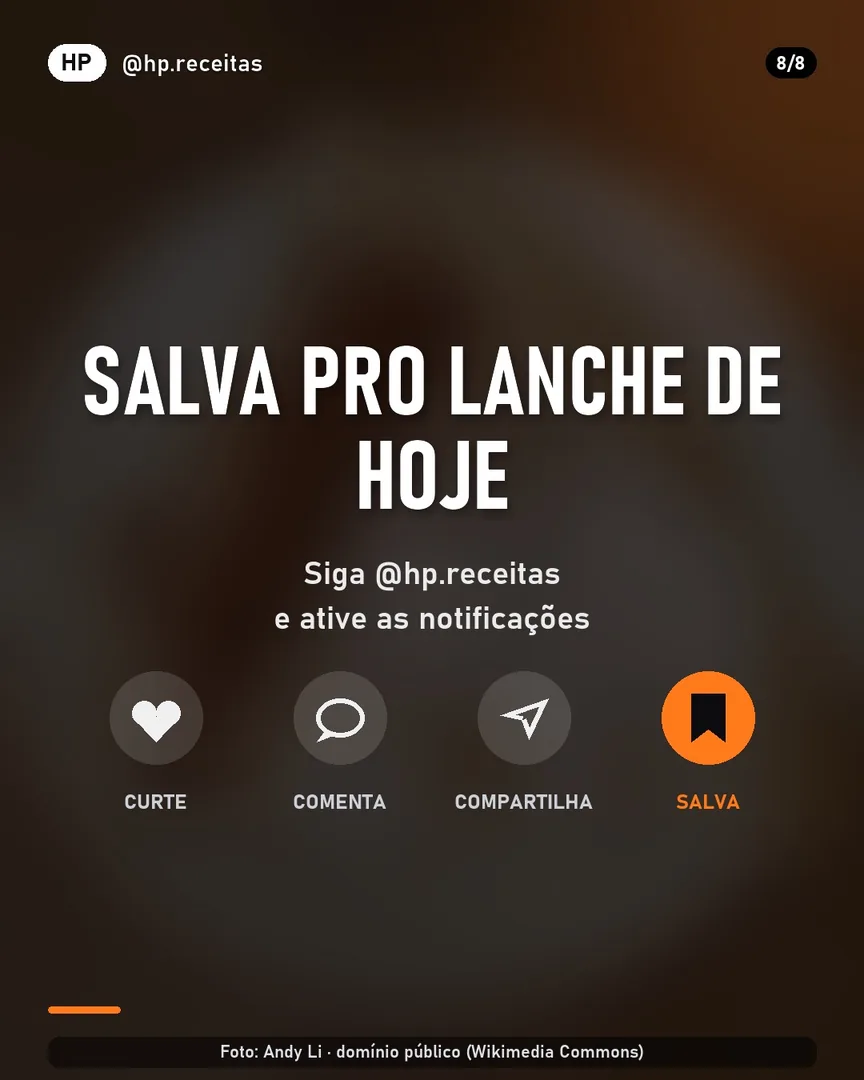 HP @hp.receitas 8/8
SALVA PRO LANCHE DE
HOJE
Siga @hp.receitas
e ative as notificações
CURTE COMENTA COMPARTILHA SALVA
Foto: Andy Li · domínio público (Wikimedia Commons)